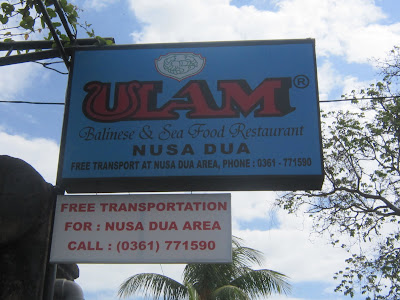 ULAM®
Balinese & Sea Food Restaurant
NUSA DUA
FREE TRANSPORT AT NUSA DUA AREA, PHONE : 0361 - 771590
FREE TRANSPORTATION
FOR : NUSA DUA AREA
CALL : (0361) 771590